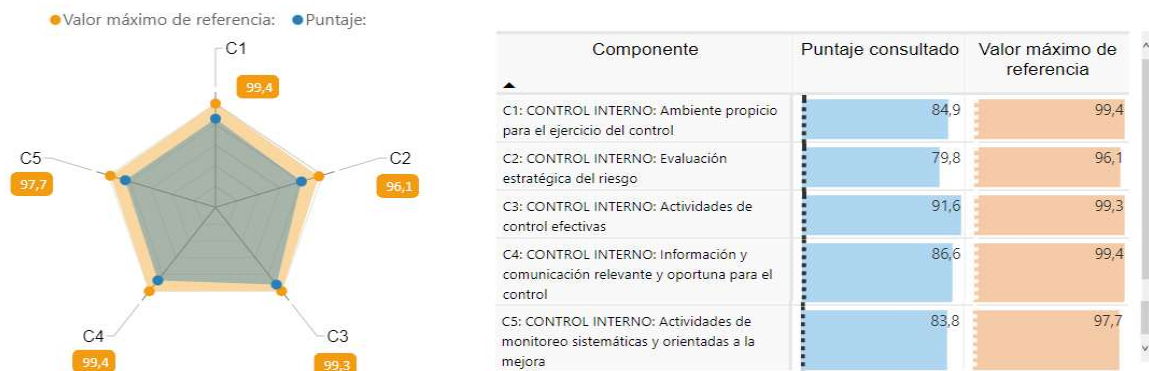 Valor máximo de referencia: Puntaje:
C1
99,4
C2
96,1
C5
97,7
C4
99,4
C3
99,3
Componente Puntaje consultado Valor máximo de
referencia
C1: CONTROL INTERNO: Ambiente propicio
para el ejercicio del control
84,9 99,4
C2: CONTROL INTERNO: Evaluación
estratégica del riesgo
79,8 96,1
C3: CONTROL INTERNO: Actividades de
control efectivas
91,6 99,3
C4: CONTROL INTERNO: Información y
comunicación relevante y oportuna para el
control
86,6 99,4
C5: CONTROL INTERNO: Actividades de
monitoreo sistemáticas y orientadas a la
mejora
83,8 97,7